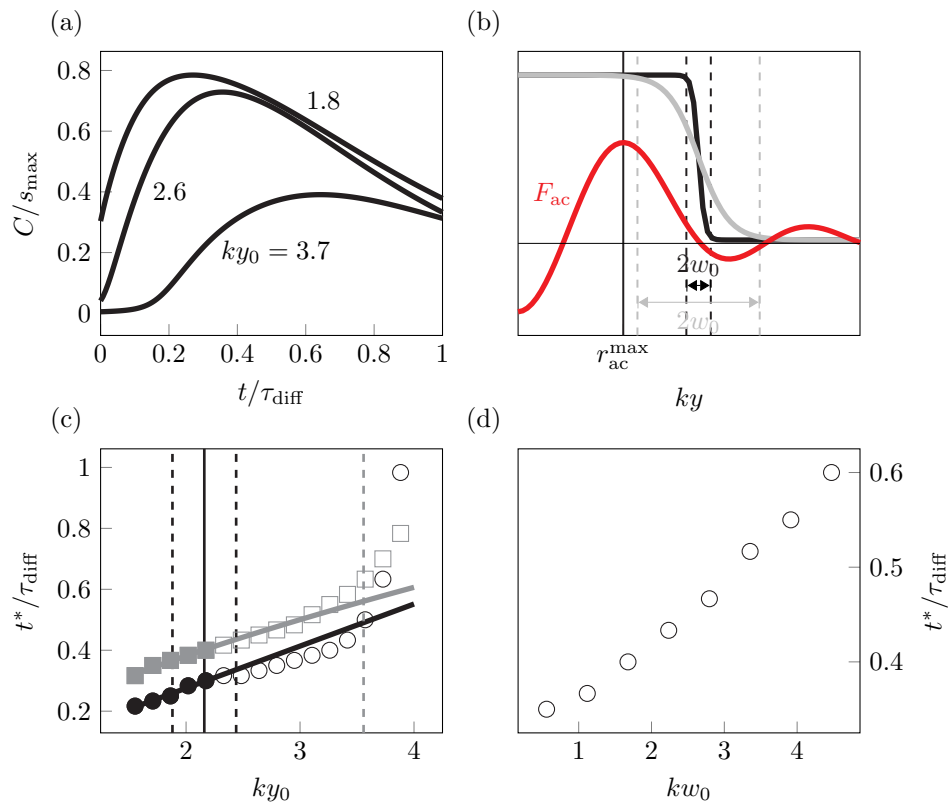 (a)
C/s_max
0.8
0.6
0.4
0.2
0
1.8
2.6
ky_0 = 3.7
0 0.2 0.4 0.6 0.8 1
t/τ_diff
(b)
F_ac
2w_0
2w_0
r_ac^max
ky
(c)
t*/τ_diff
1
0.8
0.6
0.4
0.2
2 3 4
ky_0
(d)
0.6
0.5
0.4
t*/τ_diff
1 2 3 4
kw_0